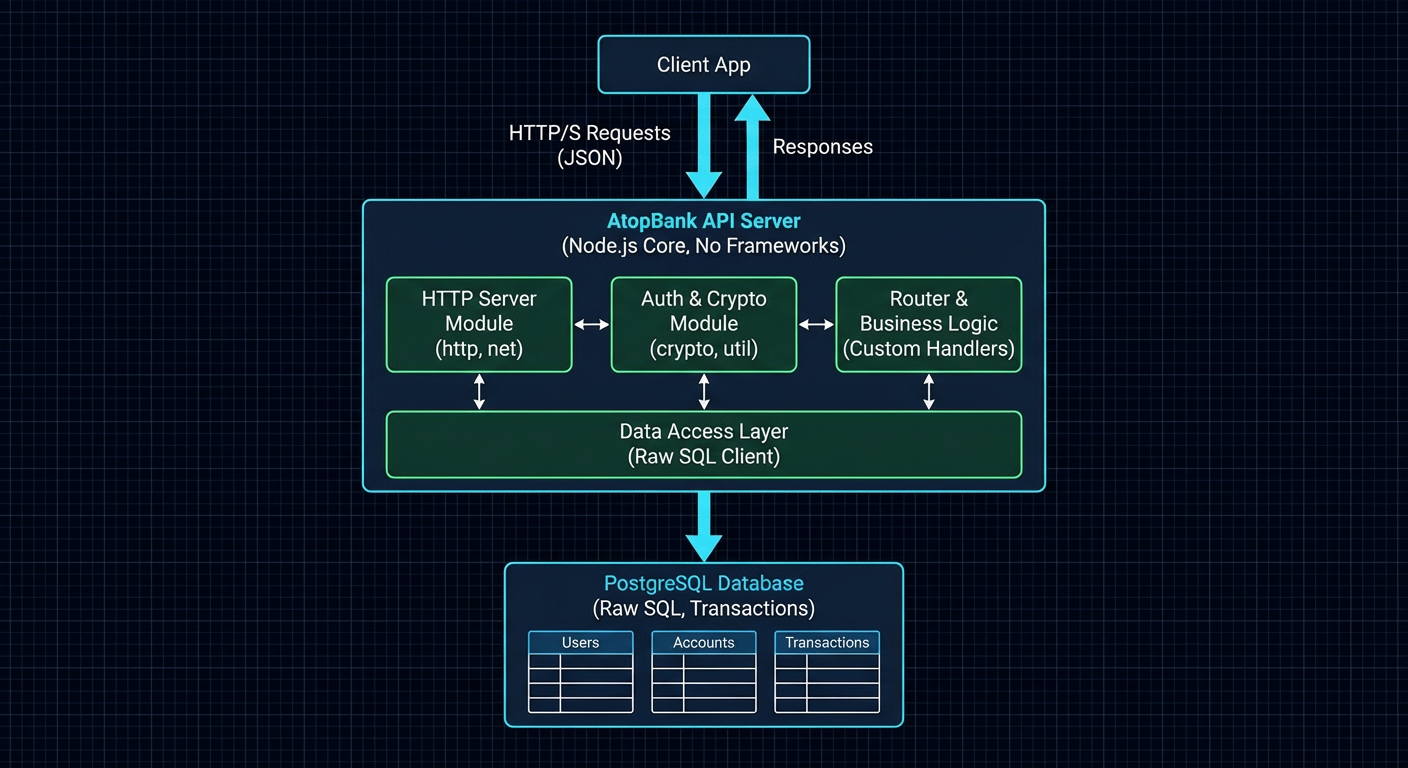 Client App
HTTP/S Requests
(JSON)
Responses
AtopBank API Server
(Node.js Core, No Frameworks)
HTTP Server
Module
(http, net)
Auth & Crypto
Module
(crypto, util)
Router &
Business Logic
(Custom Handlers)
Data Access Layer
(Raw SQL Client)
PostgreSQL Database
(Raw SQL, Transactions)
Users
Accounts
Transactions